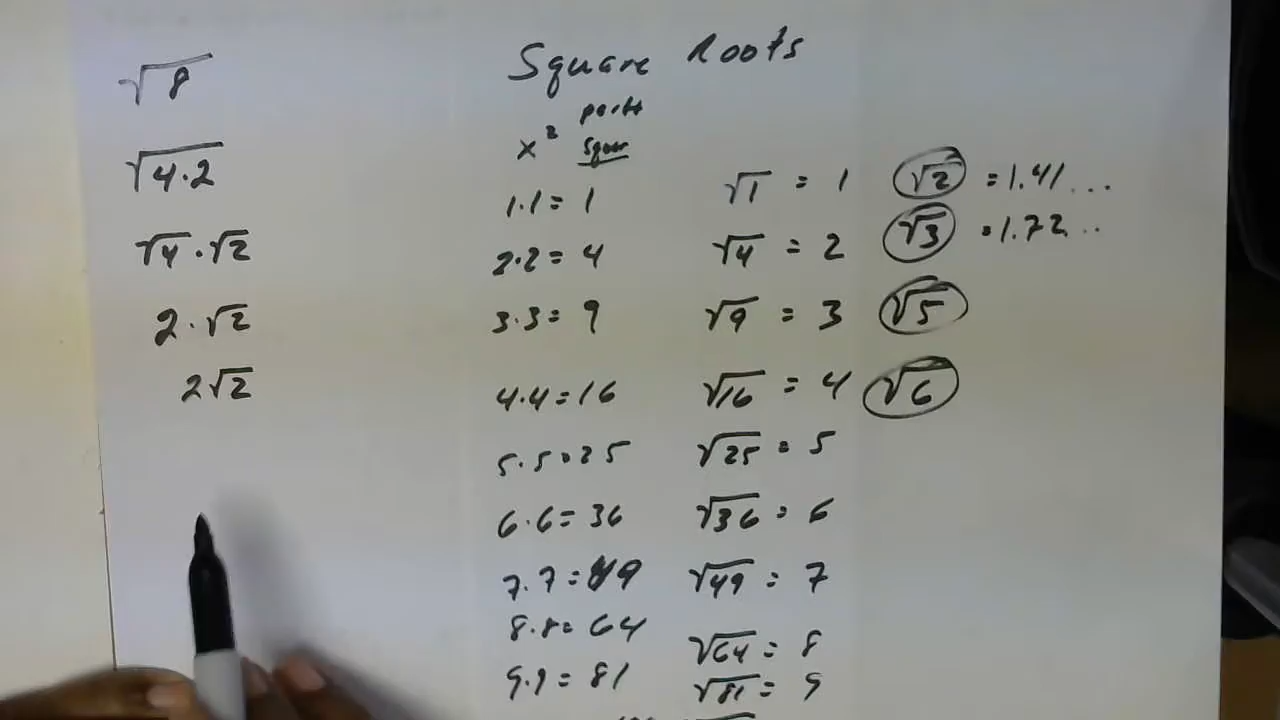 √8
√4·2
√4 · √2
2 · √2
2√2
Square Roots
x²
1·1 = 1
2·2 = 4
3·3 = 9
4·4 = 16
5·5 = 25
6·6 = 36
7·7 = 49
8·8 = 64
9·9 = 81
√1 = 1
√4 = 2
√9 = 3
√16 = 4
√25 = 5
√36 = 6
√49 = 7
√64 = 8
√81 = 9
√2 = 1.41...
√3 = 1.72...
√5
√6